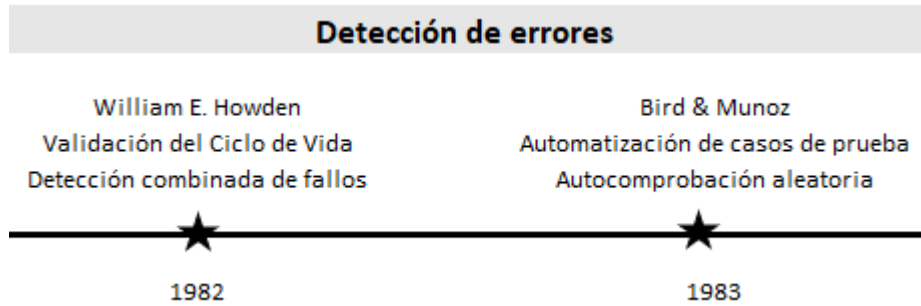 Detección de errores
William E. Howden
Validación del Ciclo de Vida
Detección combinada de fallos
Bird & Munoz
Automatización de casos de prueba
Autocomprobación aleatoria
1982
1983